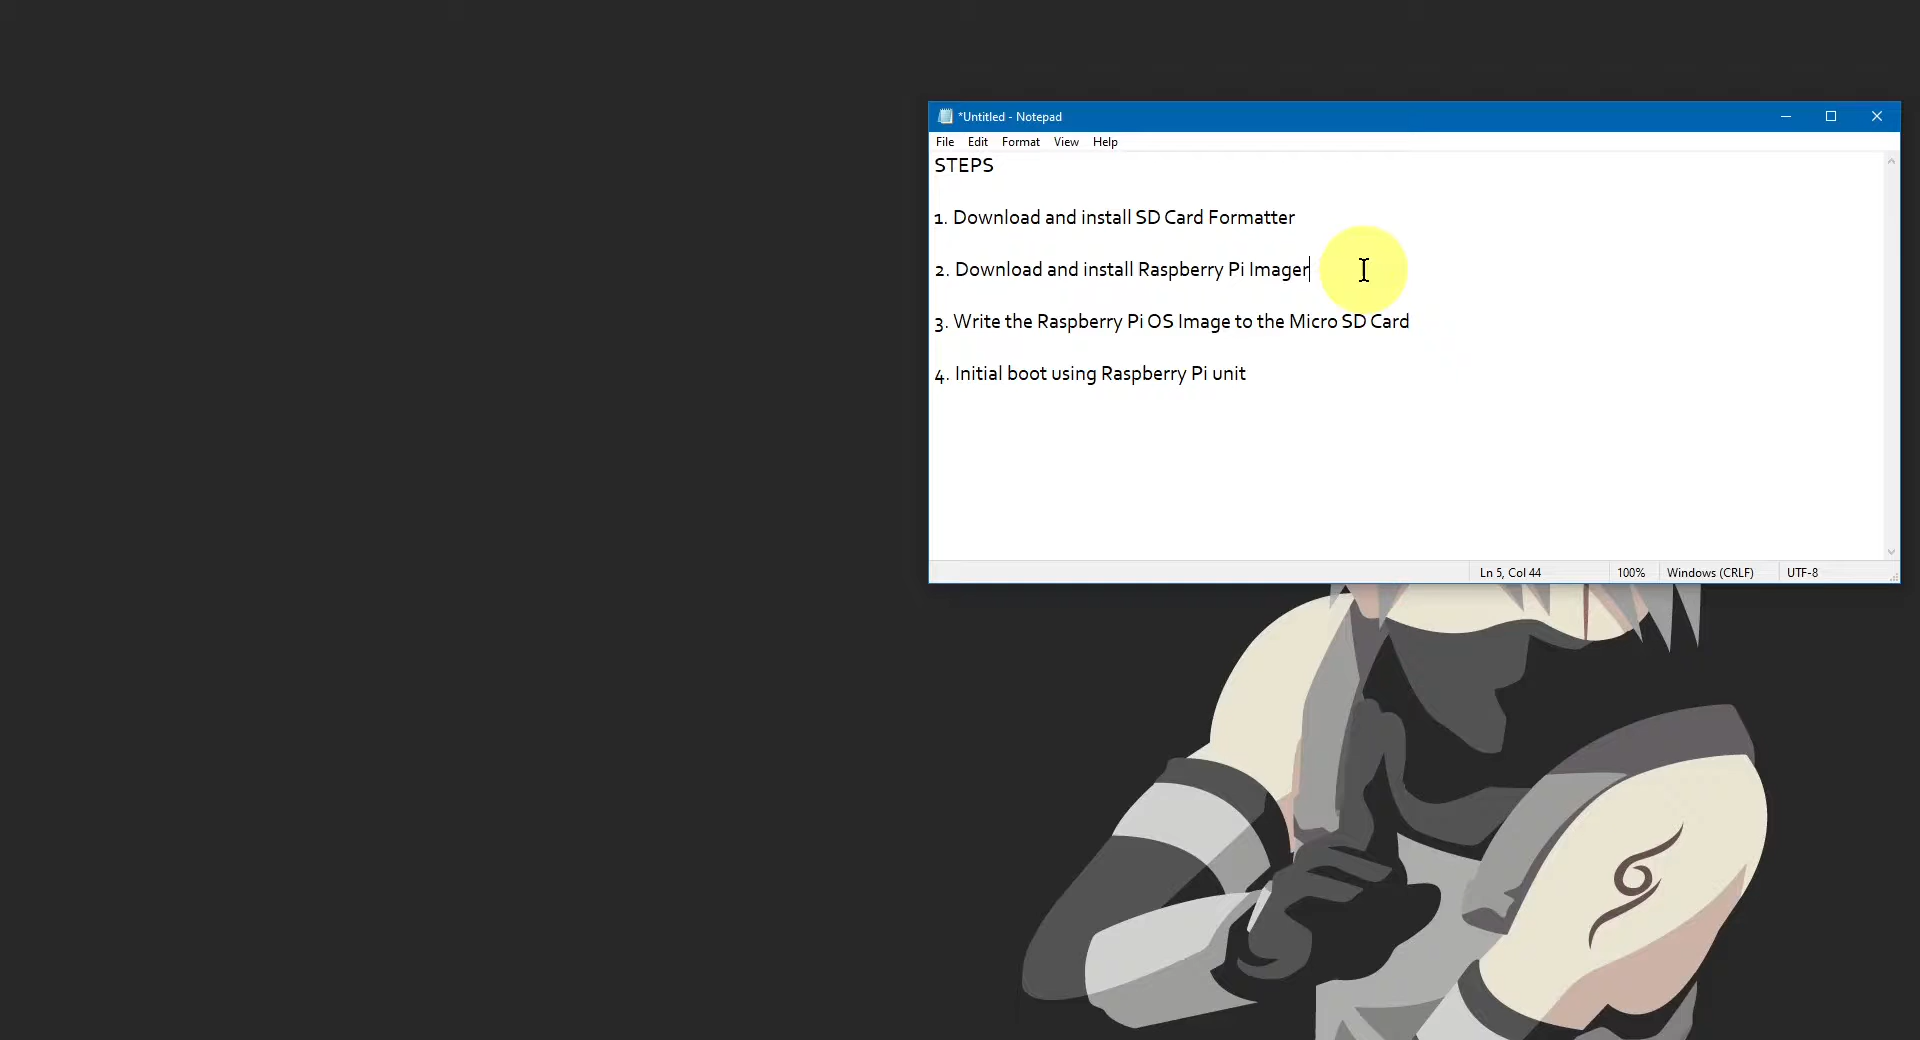 *Untitled - Notepad
File Edit Format View Help
STEPS
1. Download and install SD Card Formatter
2. Download and install Raspberry Pi Imager
3. Write the Raspberry Pi OS Image to the Micro SD Card
4. Initial boot using Raspberry Pi unit
Ln 5, Col 44 100% Windows (CRLF) UTF-8